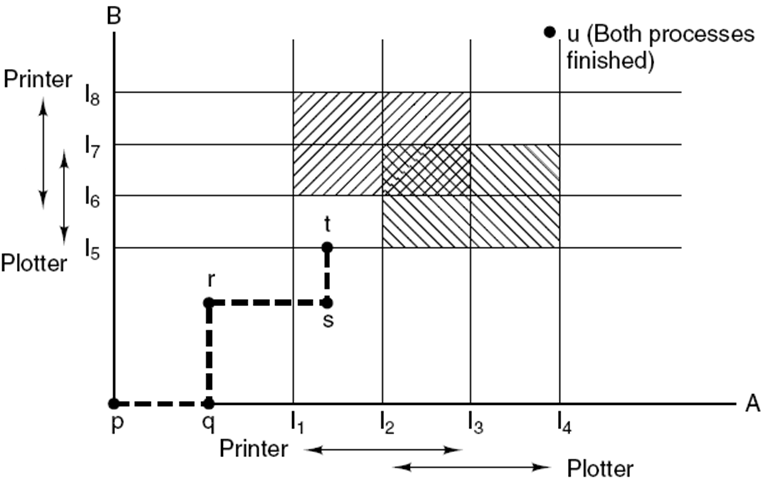 B
u (Both processes
finished)
Printer
I8
I7
I6
I5
Plotter
t
r
s
p
q
I1
I2
I3
I4
A
Printer
Plotter